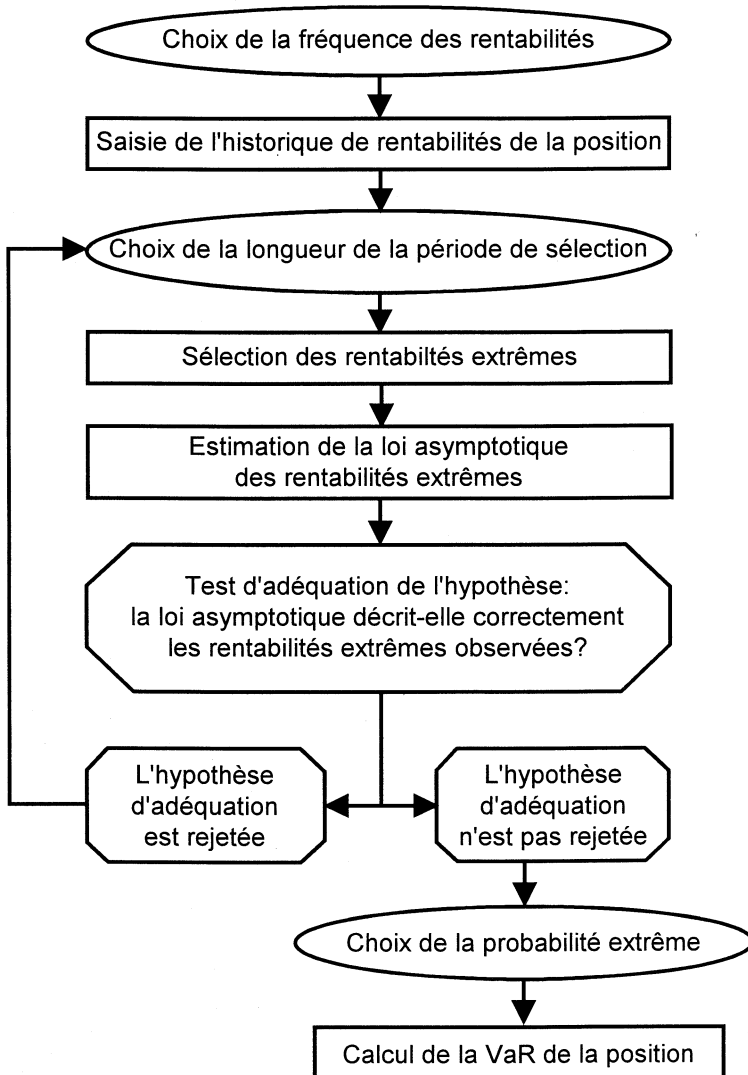 Choix de la fréquence des rentabilités
Saisie de l'historique de rentabilités de la position
Choix de la longueur de la période de sélection
Sélection des rentabiltés extrêmes
Estimation de la loi asymptotique
des rentabilités extrêmes
Test d'adéquation de l'hypothèse:
la loi asymptotique décrit-elle correctement
les rentabilités extrêmes observées?
L'hypothèse
d'adéquation
est rejetée
L'hypothèse
d'adéquation
n'est pas rejetée
Choix de la probabilité extrême
Calcul de la VaR de la position